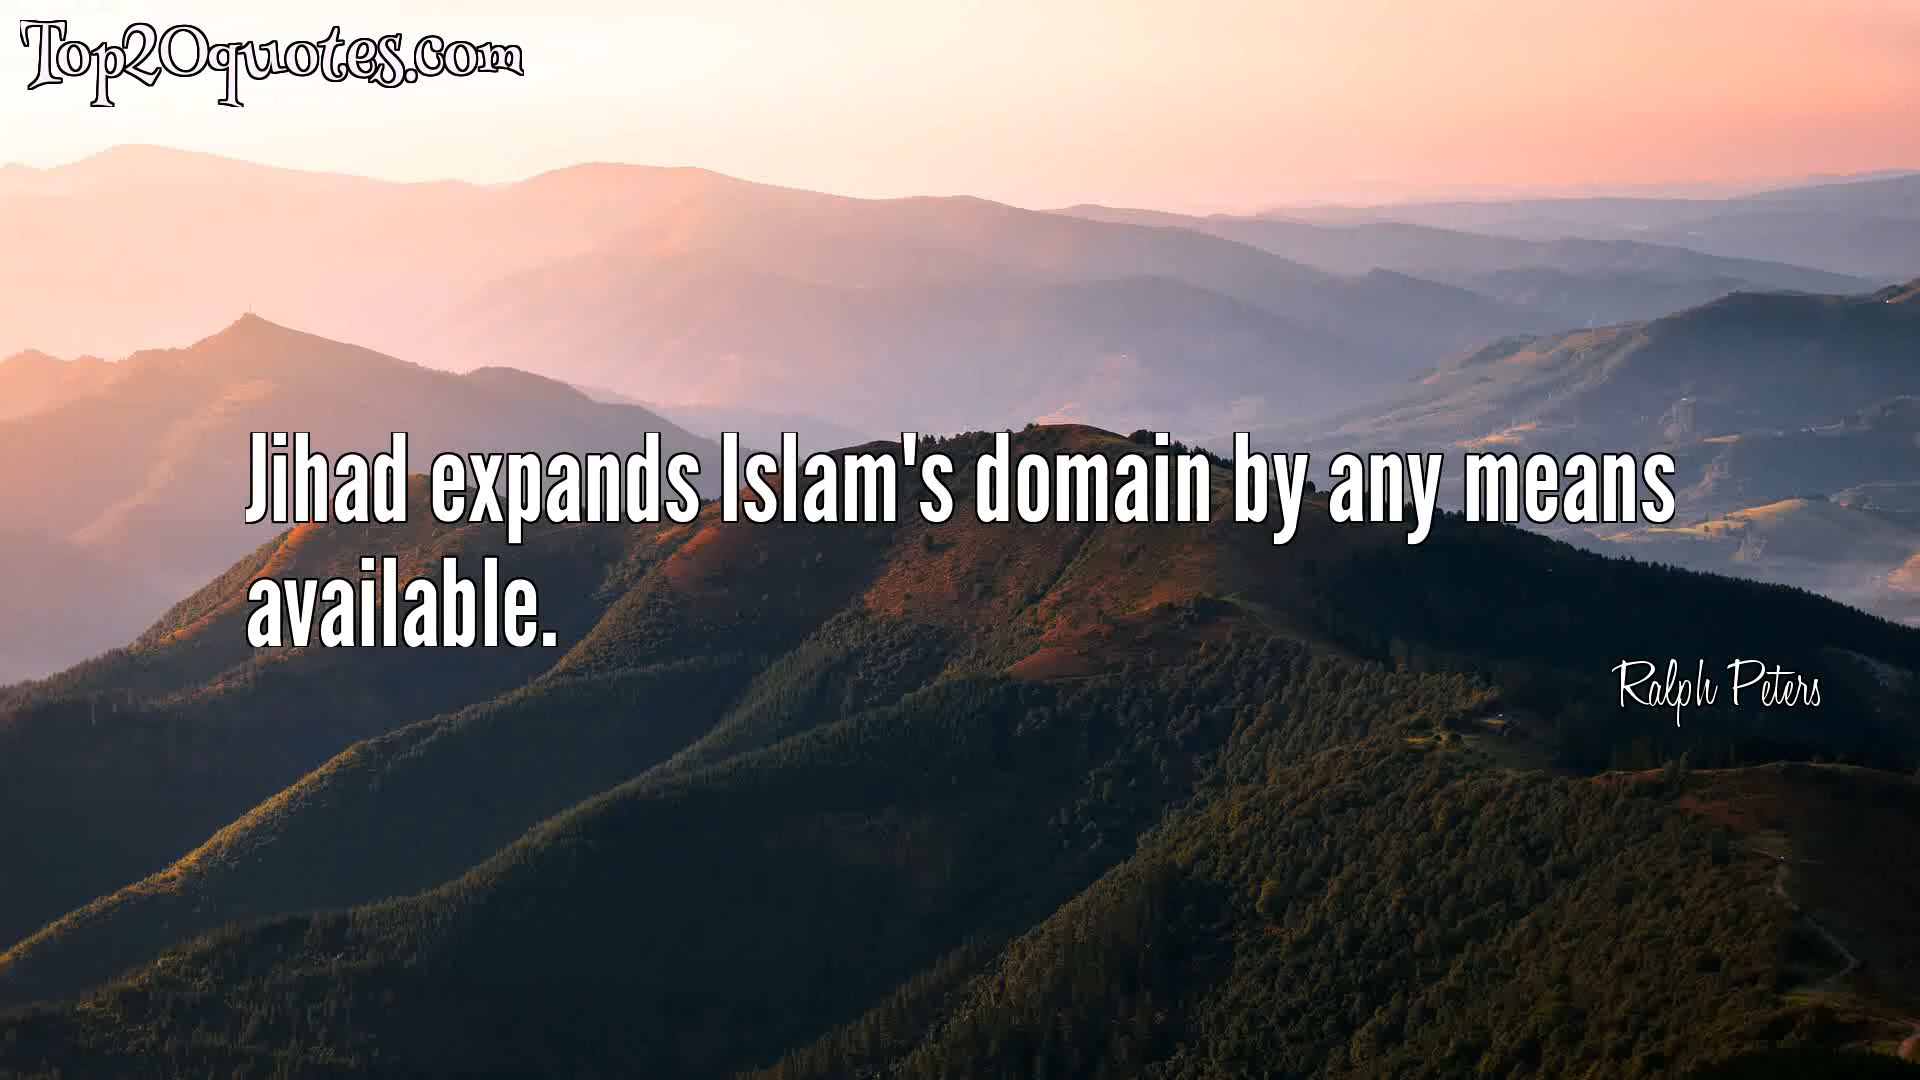 Top20quotes.com
Jihad expands Islam's domain by any means
available.
Ralph Peters